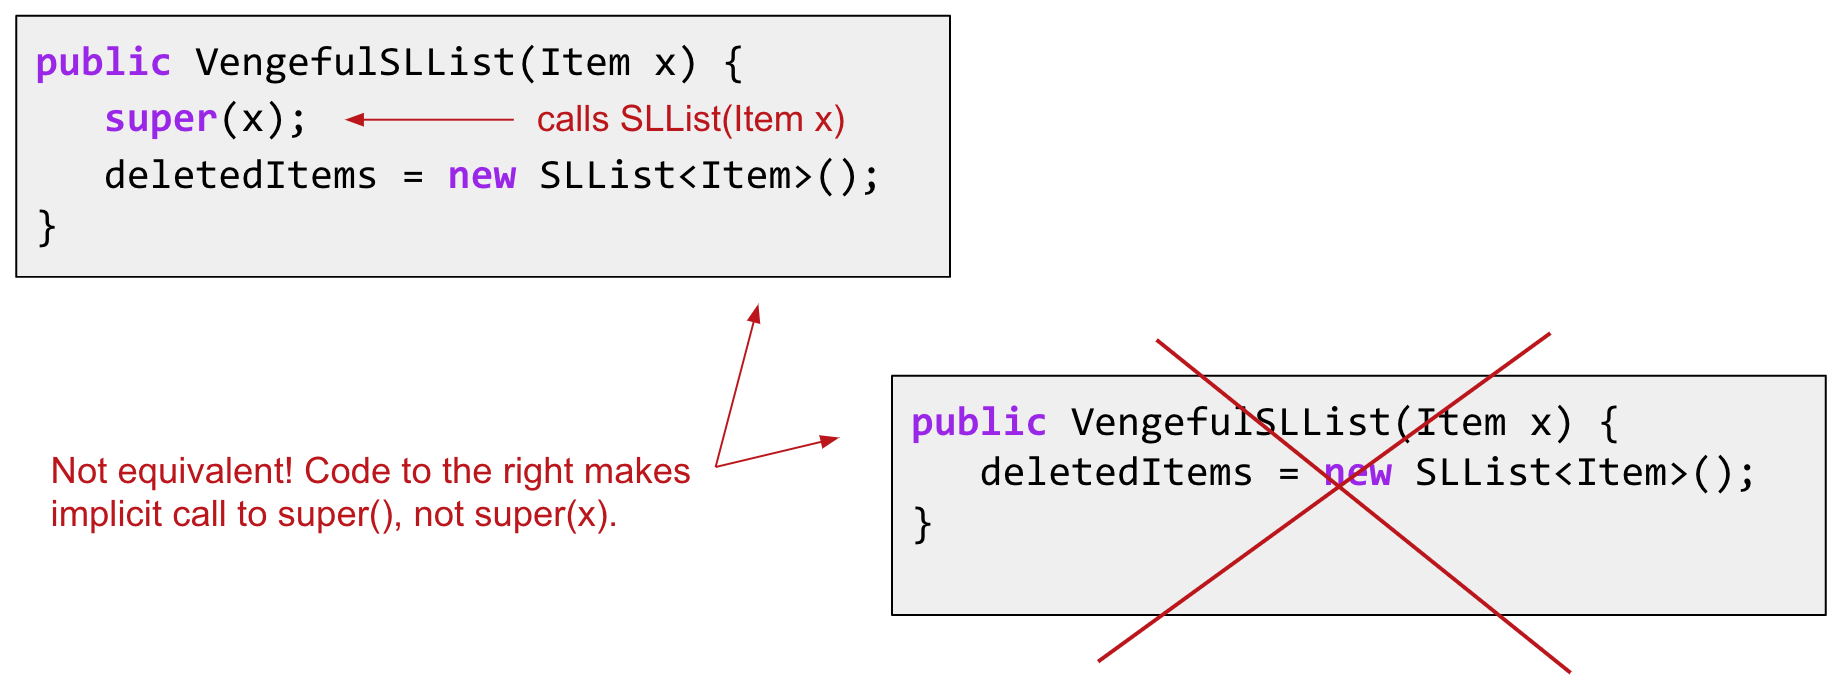 public VengefulSLList(Item x) {
super(x);
calls SLList(Item x)
deletedItems = new SLList<Item>();
}
Not equivalent! Code to the right makes
implicit call to super(), not super(x).
public VengefulSLList(Item x) {
deletedItems = new SLList<Item>();
}